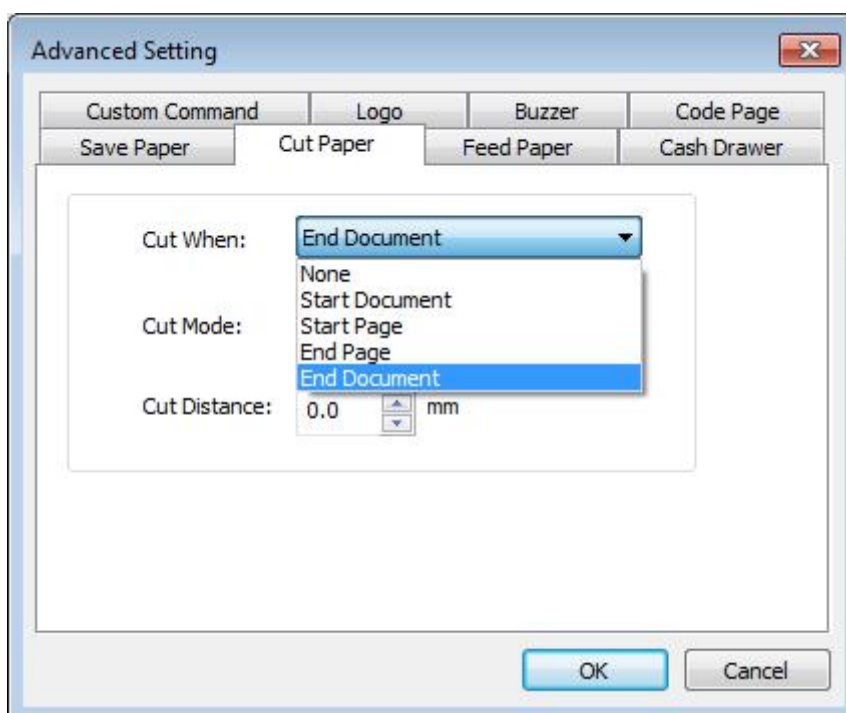 Advanced Setting
Custom Command Logo Buzzer Code Page
Save Paper Cut Paper Feed Paper Cash Drawer
Cut When: End Document
None
Start Document
Cut Mode: Start Page
End Page
End Document
Cut Distance: 0.0 mm
OK Cancel